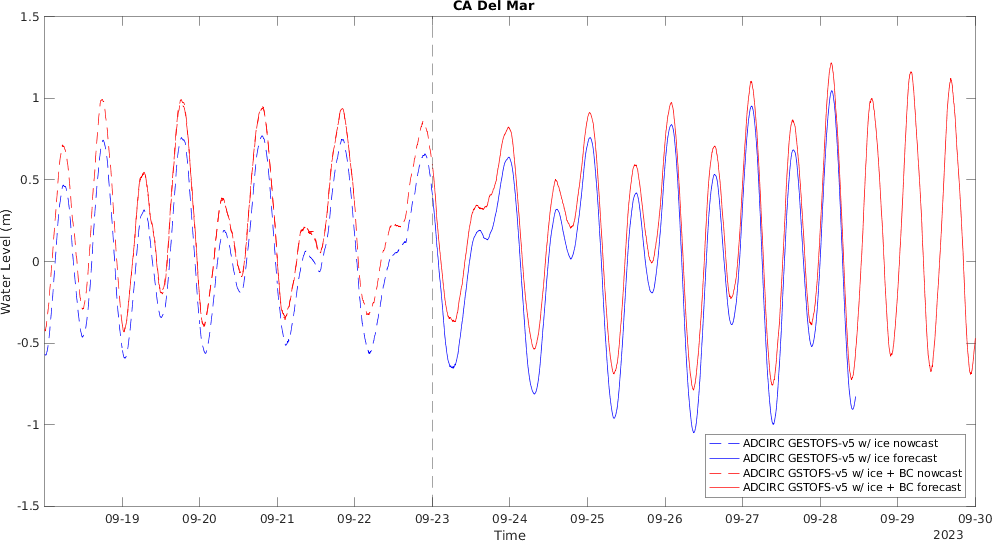 CA Del Mar
1.5
1
0.5
0
-0.5
-1
-1.5
Water Level (m)
ADCIRC GESTOFS-v5 w/ ice nowcast
ADCIRC GESTOFS-v5 w/ ice forecast
ADCIRC GSTOFS-v5 w/ ice + BC nowcast
ADCIRC GSTOFS-v5 w/ ice + BC forecast
09-19 09-20 09-21 09-22 09-23 09-24 09-25 09-26 09-27 09-28 09-29 09-30
Time
2023